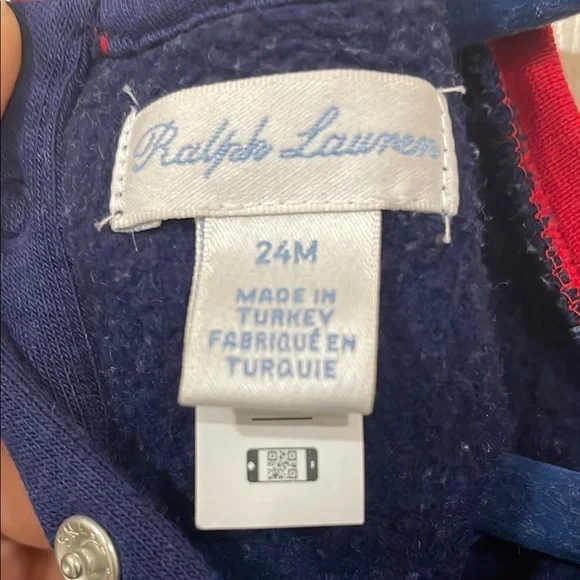 Ralph Lauren
24M
MADE IN
TURKEY
FABRIQUÉ EN
TURQUIE